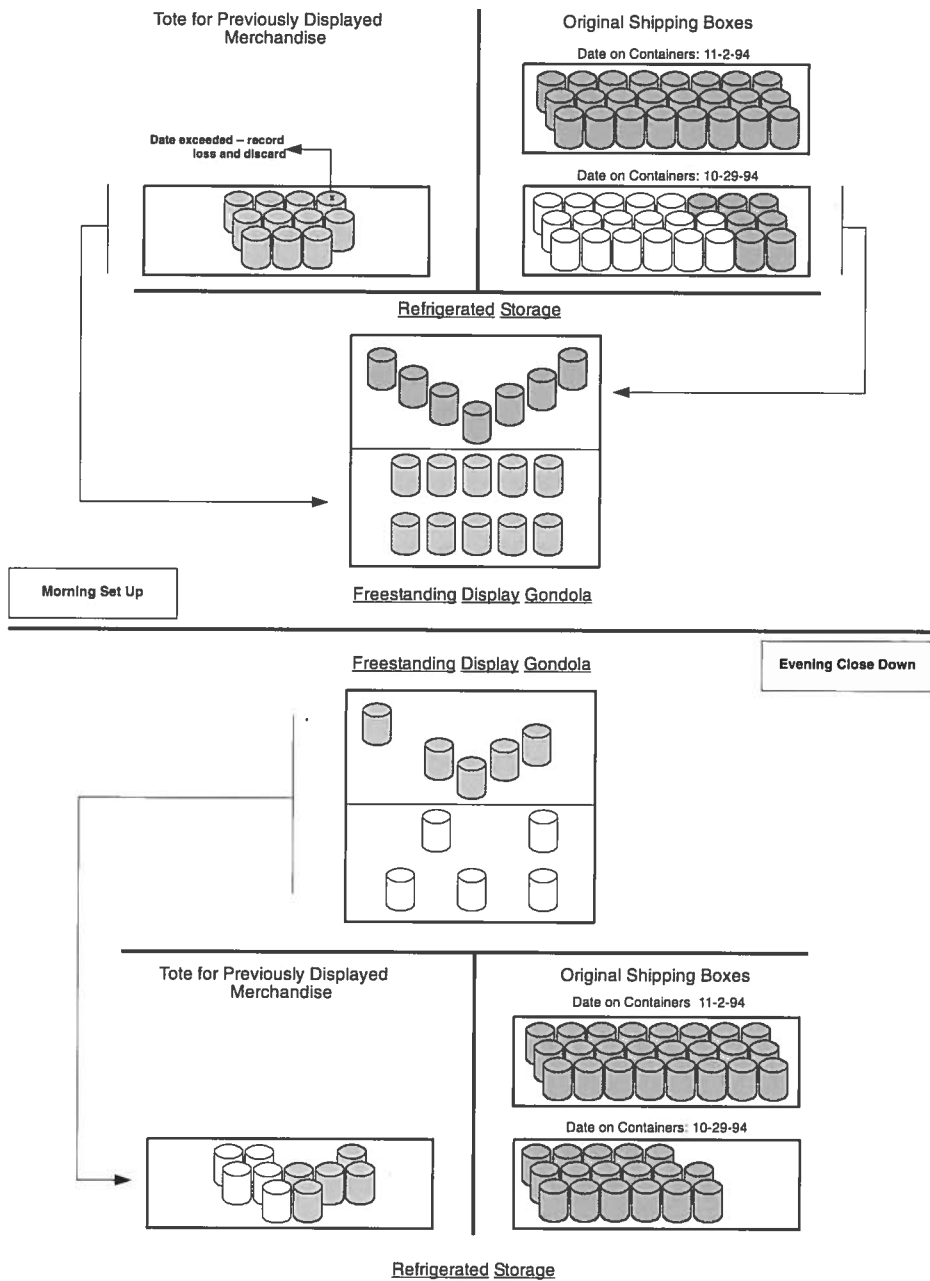 Tote for Previously Displayed
Merchandise
Original Shipping Boxes
Date on Containers: 11-2-94
Date exceeded – record
loss and discard
x
Date on Containers: 10-29-94
Refrigerated Storage
Morning Set Up
Freestanding Display Gondola
Freestanding Display Gondola
Evening Close Down
Tote for Previously Displayed
Merchandise
Original Shipping Boxes
Date on Containers 11-2-94
Date on Containers: 10-29-94
Refrigerated Storage